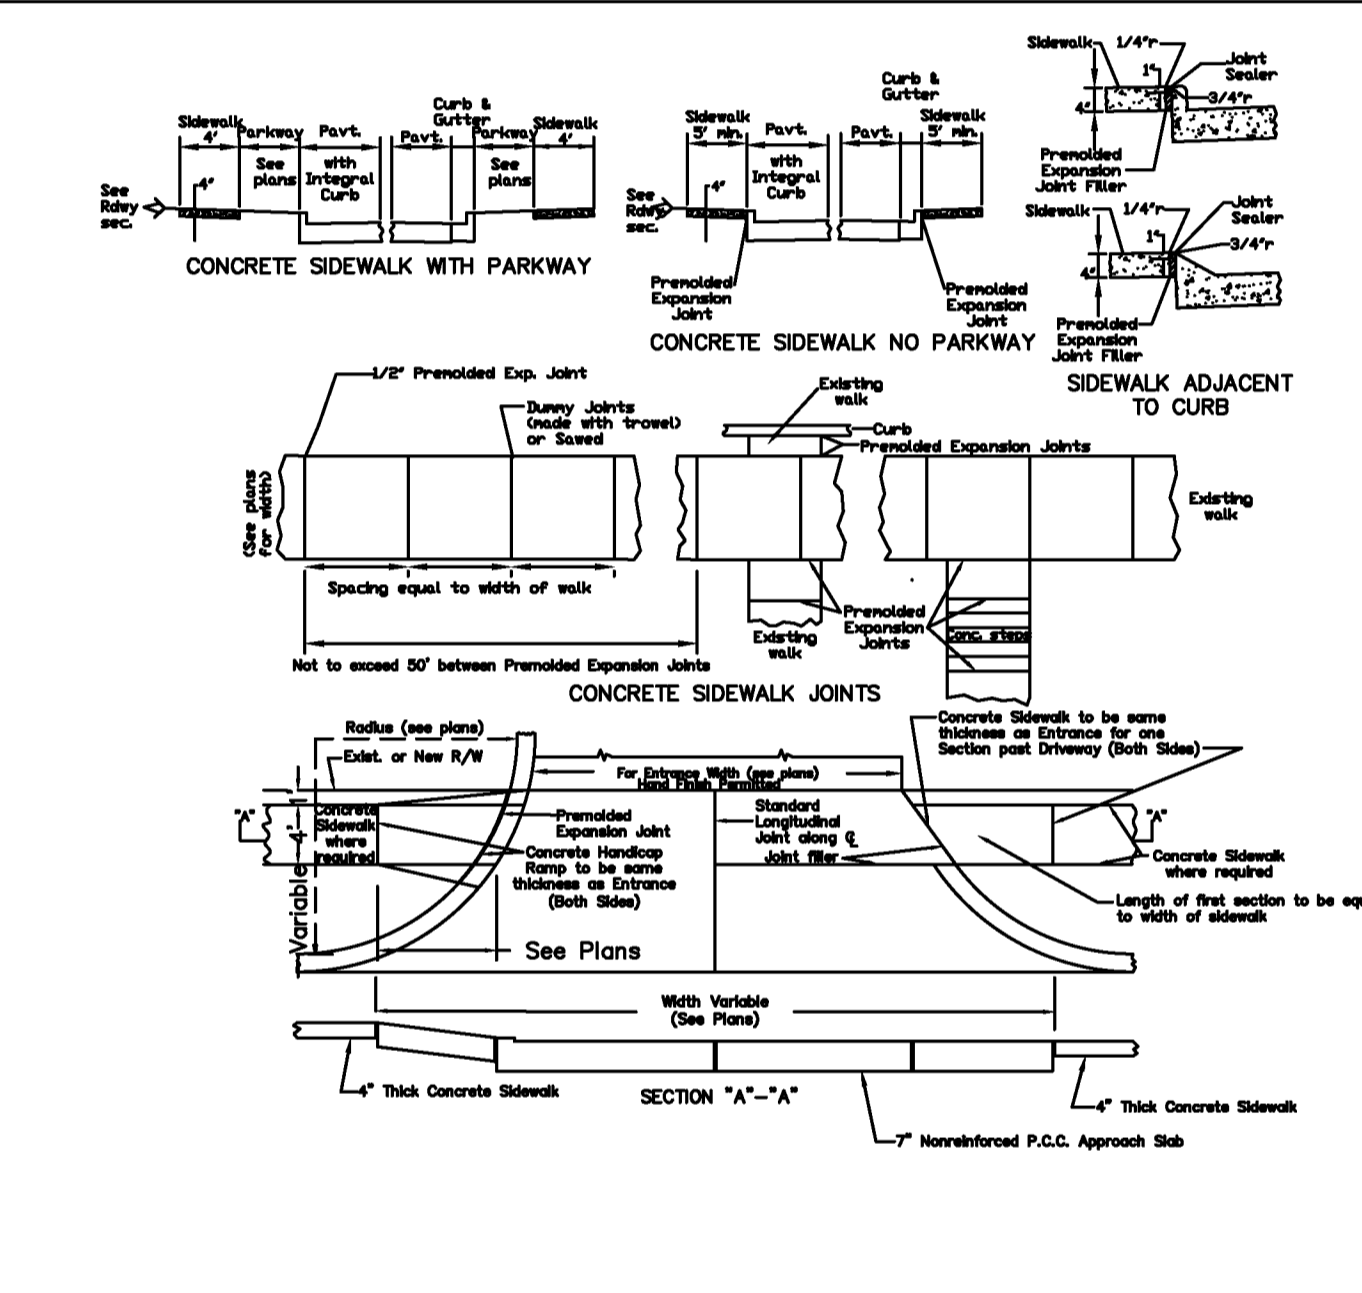 Sidewalk
4'
Parkway
See
plans
Pavt.
with
Integral
Curb
Curb &
Gutter
Pavt.
Parkway
See
plans
Sidewalk
4'
4"
See
Rdwy
sec.
CONCRETE SIDEWALK WITH PARKWAY
Sidewalk
5' min.
Pavt.
with
Integral
Curb
Curb &
Gutter
Pavt.
Sidewalk
5' min.
4"
See
Rdwy
sec.
Premolded
Expansion
Joint
Premolded
Expansion
Joint
CONCRETE SIDEWALK NO PARKWAY
Sidewalk
1/4"r
Joint
Sealer
1"
3/4"r
4"
Premolded
Expansion
Joint Filler
Sidewalk
1/4"r
Joint
Sealer
1"
3/4"r
4"
Premolded
Expansion
Joint Filler
SIDEWALK ADJACENT
TO CURB
1/2" Premolded Exp. Joint
Dummy Joints
(made with trowel)
or Sawed
Existing
walk
Curb
Premolded Expansion Joints
(See plans
for width)
Existing
walk
Spacing equal to width of walk
Premolded
Expansion
Joints
Conc. steps
Existing
walk
Not to exceed 50' between Premolded Expansion Joints
CONCRETE SIDEWALK JOINTS
Radius (see plans)
Exist. or New R/W
Concrete Sidewalk to be same
thickness as Entrance for one
Section past Driveway (Both Sides)
For Entrance Width (see plans)
Hand Finish Permitted
1'
4'
Variable
"A"
Concrete
Sidewalk
where
required
Premolded
Expansion Joint
Concrete Handicap
Ramp to be same
thickness as Entrance
(Both Sides)
Standard
Longitudinal
Joint along ℄
Joint filler
"A"
Concrete Sidewalk
where required
Length of first section to be equ
to width of sidewalk
See Plans
Width Variable
(See Plans)
4" Thick Concrete Sidewalk
SECTION "A"-"A"
4" Thick Concrete Sidewalk
7" Nonreinforced P.C.C. Approach Slab